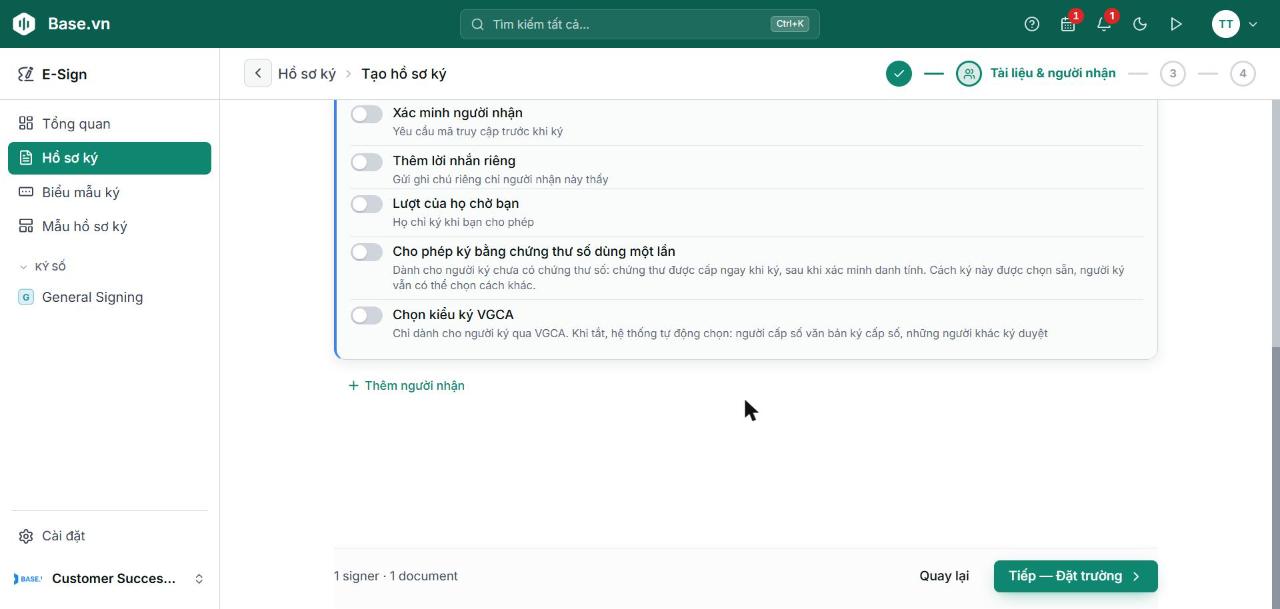 Base.vn
Tìm kiếm tất cả...
Ctrl+K
1
1
TT
E-Sign
Hồ sơ ký
Tạo hồ sơ ký
Tài liệu & người nhận
3
4
Tổng quan
Hồ sơ ký
Biểu mẫu ký
Mẫu hồ sơ ký
KÝ SỐ
G
General Signing
Xác minh người nhận
Yêu cầu mã truy cập trước khi ký
Thêm lời nhắn riêng
Gửi ghi chú riêng chỉ người nhận này thấy
Lượt của họ chờ bạn
Họ chỉ ký khi bạn cho phép
Cho phép ký bằng chứng thư số dùng một lần
Dành cho người ký chưa có chứng thư số: chứng thư được cấp ngay khi ký, sau khi xác minh danh tính. Cách ký này được chọn sẵn, người ký
vẫn có thể chọn cách khác.
Chọn kiểu ký VGCA
Chỉ dành cho người ký qua VGCA. Khi tắt, hệ thống tự động chọn: người cấp số văn bản ký cấp số, những người khác ký duyệt
Thêm người nhận
Cài đặt
BASE.V
Customer Succes...
1 signer · 1 document
Quay lại
Tiếp — Đặt trường